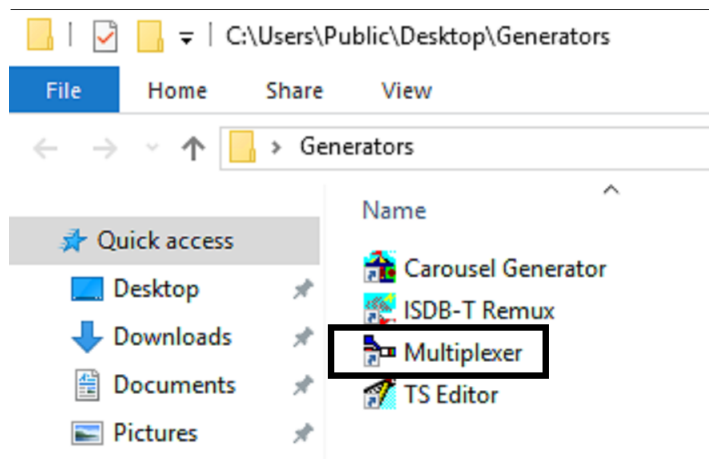 C:\Users\Public\Desktop\Generators
File Home Share View
Generators
Name
Quick access
Desktop
Downloads
Documents
Pictures
Carousel Generator
ISDB-T Remux
Multiplexer
TS Editor